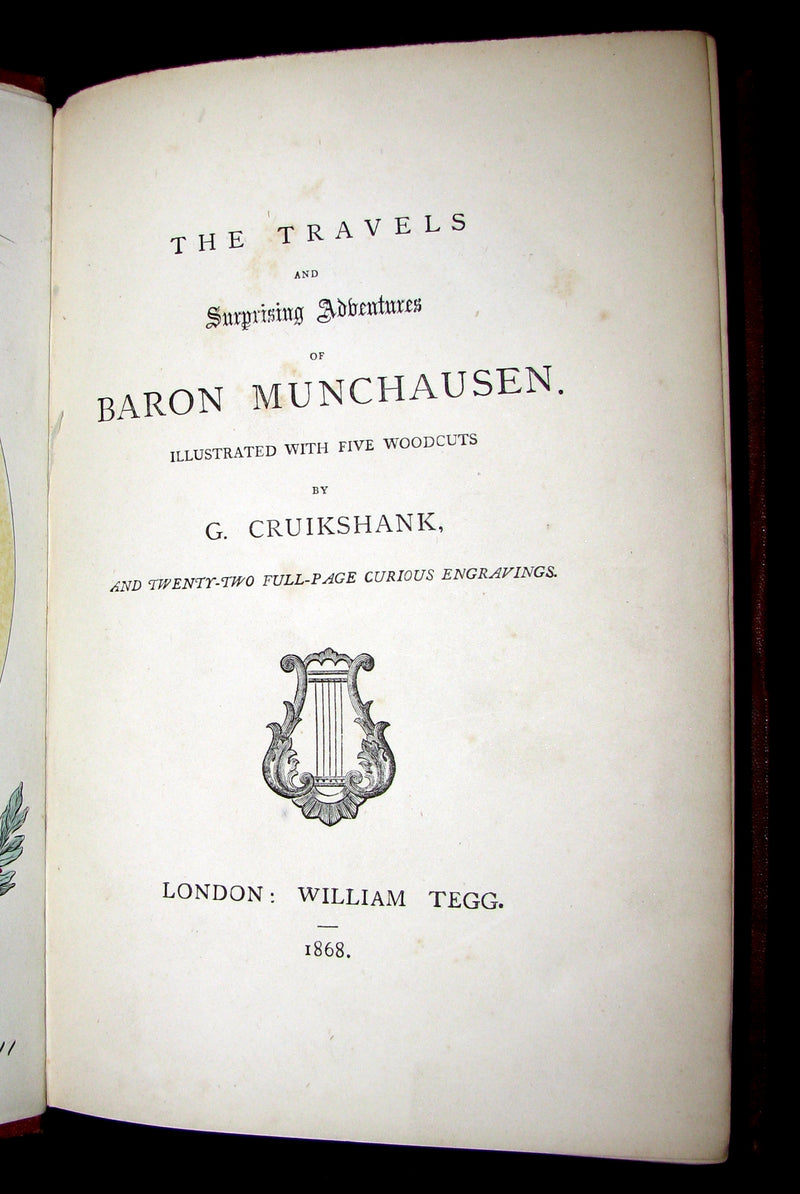 THE TRAVELS
AND
Surprising Adventures
OF
BARON MUNCHAUSEN.
ILLUSTRATED WITH FIVE WOODCUTS
BY
G. CRUIKSHANK,
AND TWENTY-TWO FULL-PAGE CURIOUS ENGRAVINGS.
LONDON: WILLIAM TEGG.
1868.